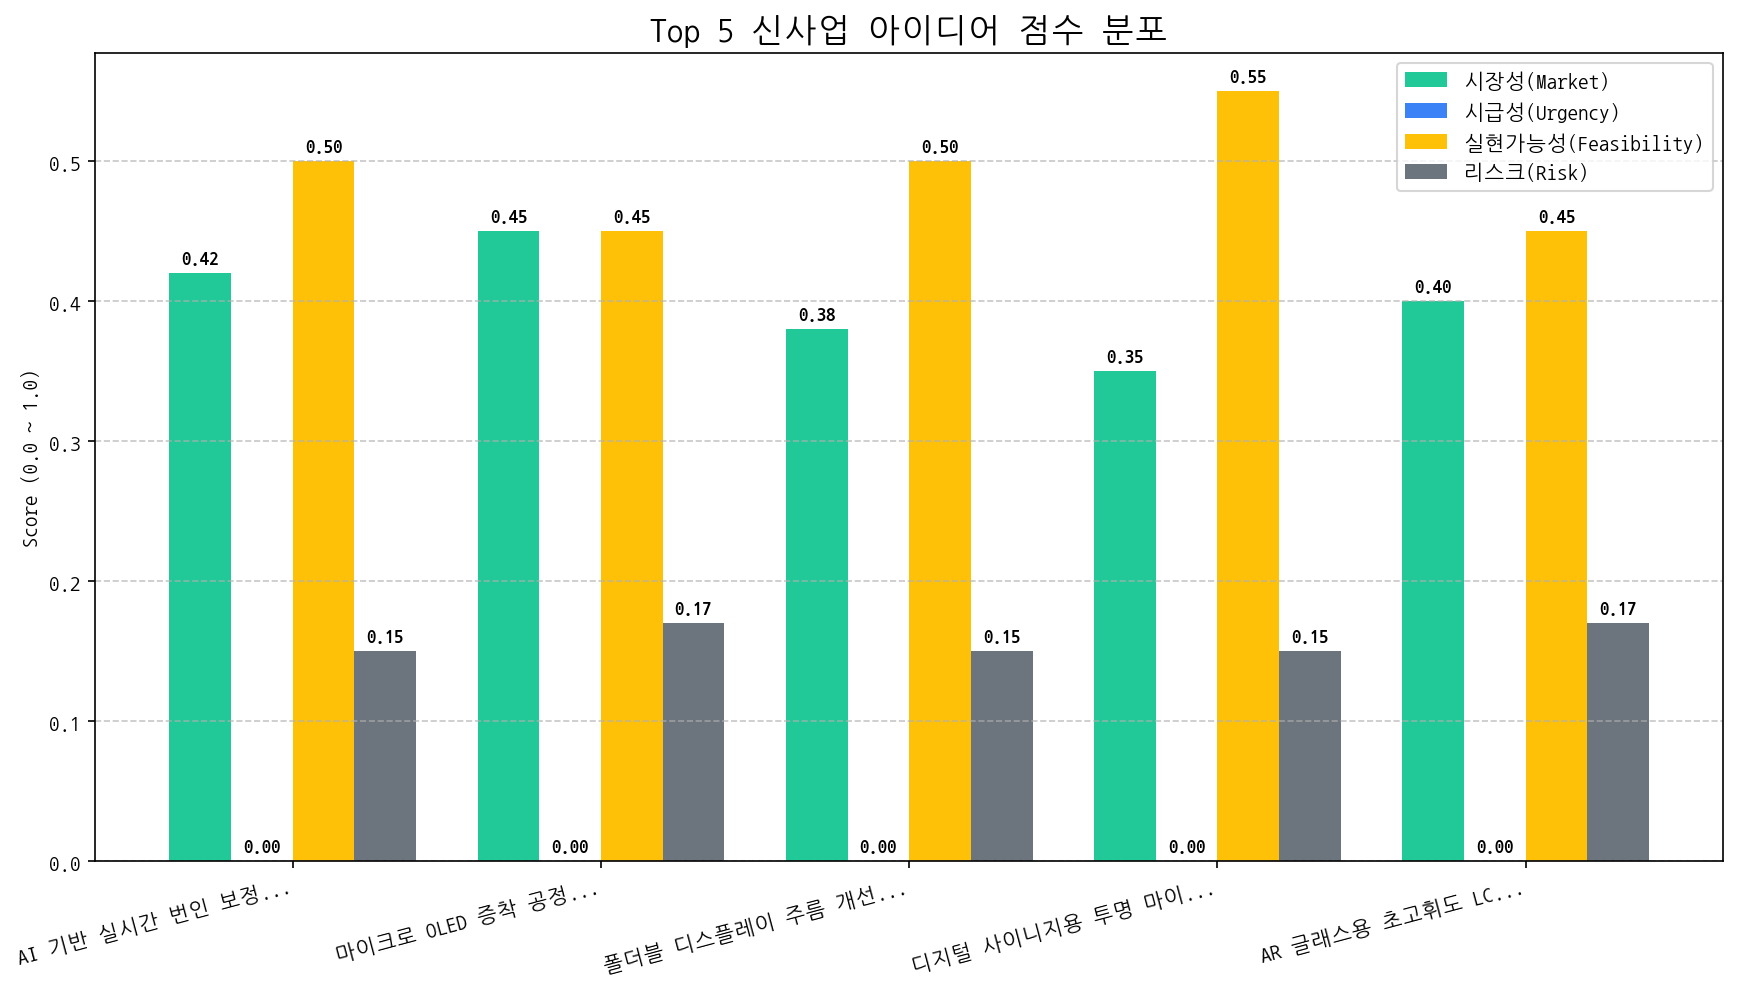 Top 5 신사업 아이디어 점수 분포
시장성(Market)
시급성(Urgency)
실현가능성(Feasibility)
리스크(Risk)
Score (0.0 ~ 1.0)
0.5
0.4
0.3
0.2
0.1
0.0
0.42
0.00
0.50
0.15
0.45
0.00
0.45
0.17
0.38
0.00
0.50
0.15
0.35
0.00
0.55
0.15
0.40
0.00
0.45
0.17
AI 기반 실시간 번인 보정...
마이크로 OLED 증착 공정...
폴더블 디스플레이 주름 개선...
디지털 사이니지용 투명 마이...
AR 글래스용 초고휘도 LC...